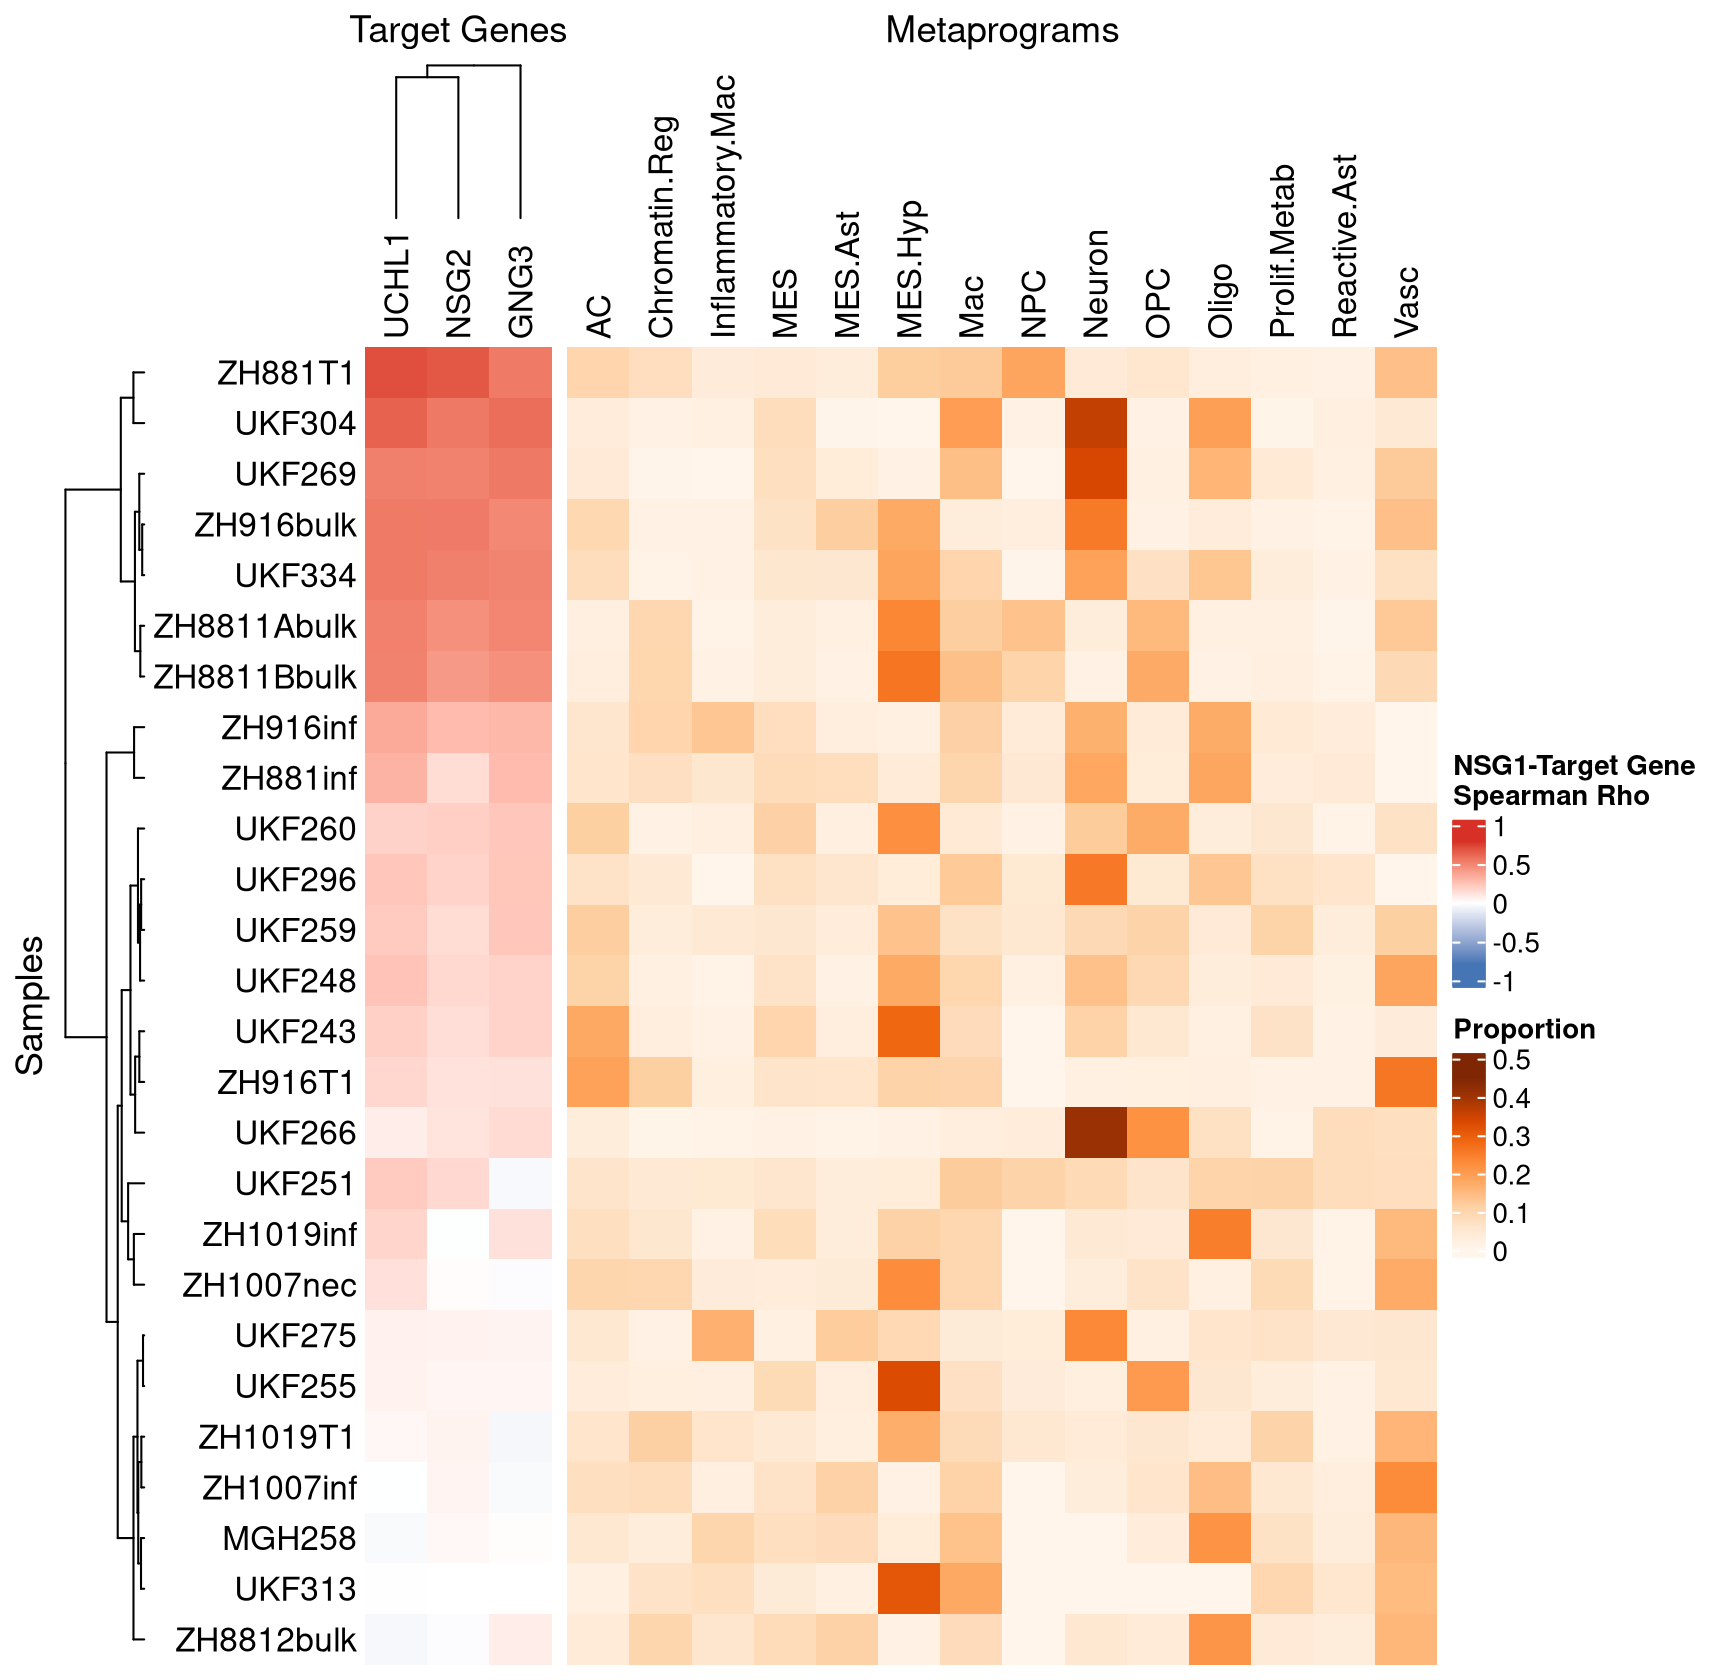 Target Genes
Metaprograms
UCHL1
NSG2
GNG3
AC
Chromatin.Reg
Inflammatory.Mac
MES
MES.Ast
MES.Hyp
Mac
NPC
Neuron
OPC
Oligo
Prolif.Metab
Reactive.Ast
Vasc
Samples
ZH881T1
UKF304
UKF269
ZH916bulk
UKF334
ZH8811Abulk
ZH8811Bbulk
ZH916inf
ZH881inf
UKF260
UKF296
UKF259
UKF248
UKF243
ZH916T1
UKF266
UKF251
ZH1019inf
ZH1007nec
UKF275
UKF255
ZH1019T1
ZH1007inf
MGH258
UKF313
ZH8812bulk
NSG1-Target Gene
Spearman Rho
1
0.5
0
-0.5
-1
Proportion
0.5
0.4
0.3
0.2
0.1
0